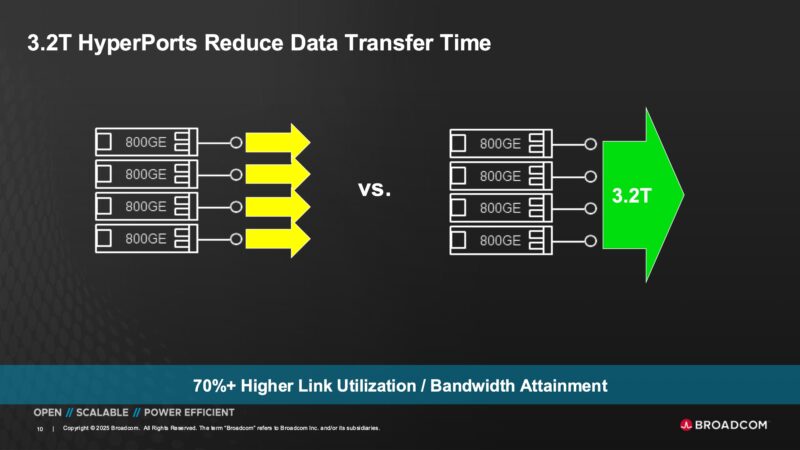 3.2T HyperPorts Reduce Data Transfer Time
800GE
800GE
800GE
800GE
vs.
800GE
800GE
800GE
800GE
3.2T
70%+ Higher Link Utilization / Bandwidth Attainment
OPEN // SCALABLE // POWER EFFICIENT
10 | Copyright © 2025 Broadcom. All Rights Reserved. The term "Broadcom" refers to Broadcom Inc. and/or its subsidiaries.
BROADCOM